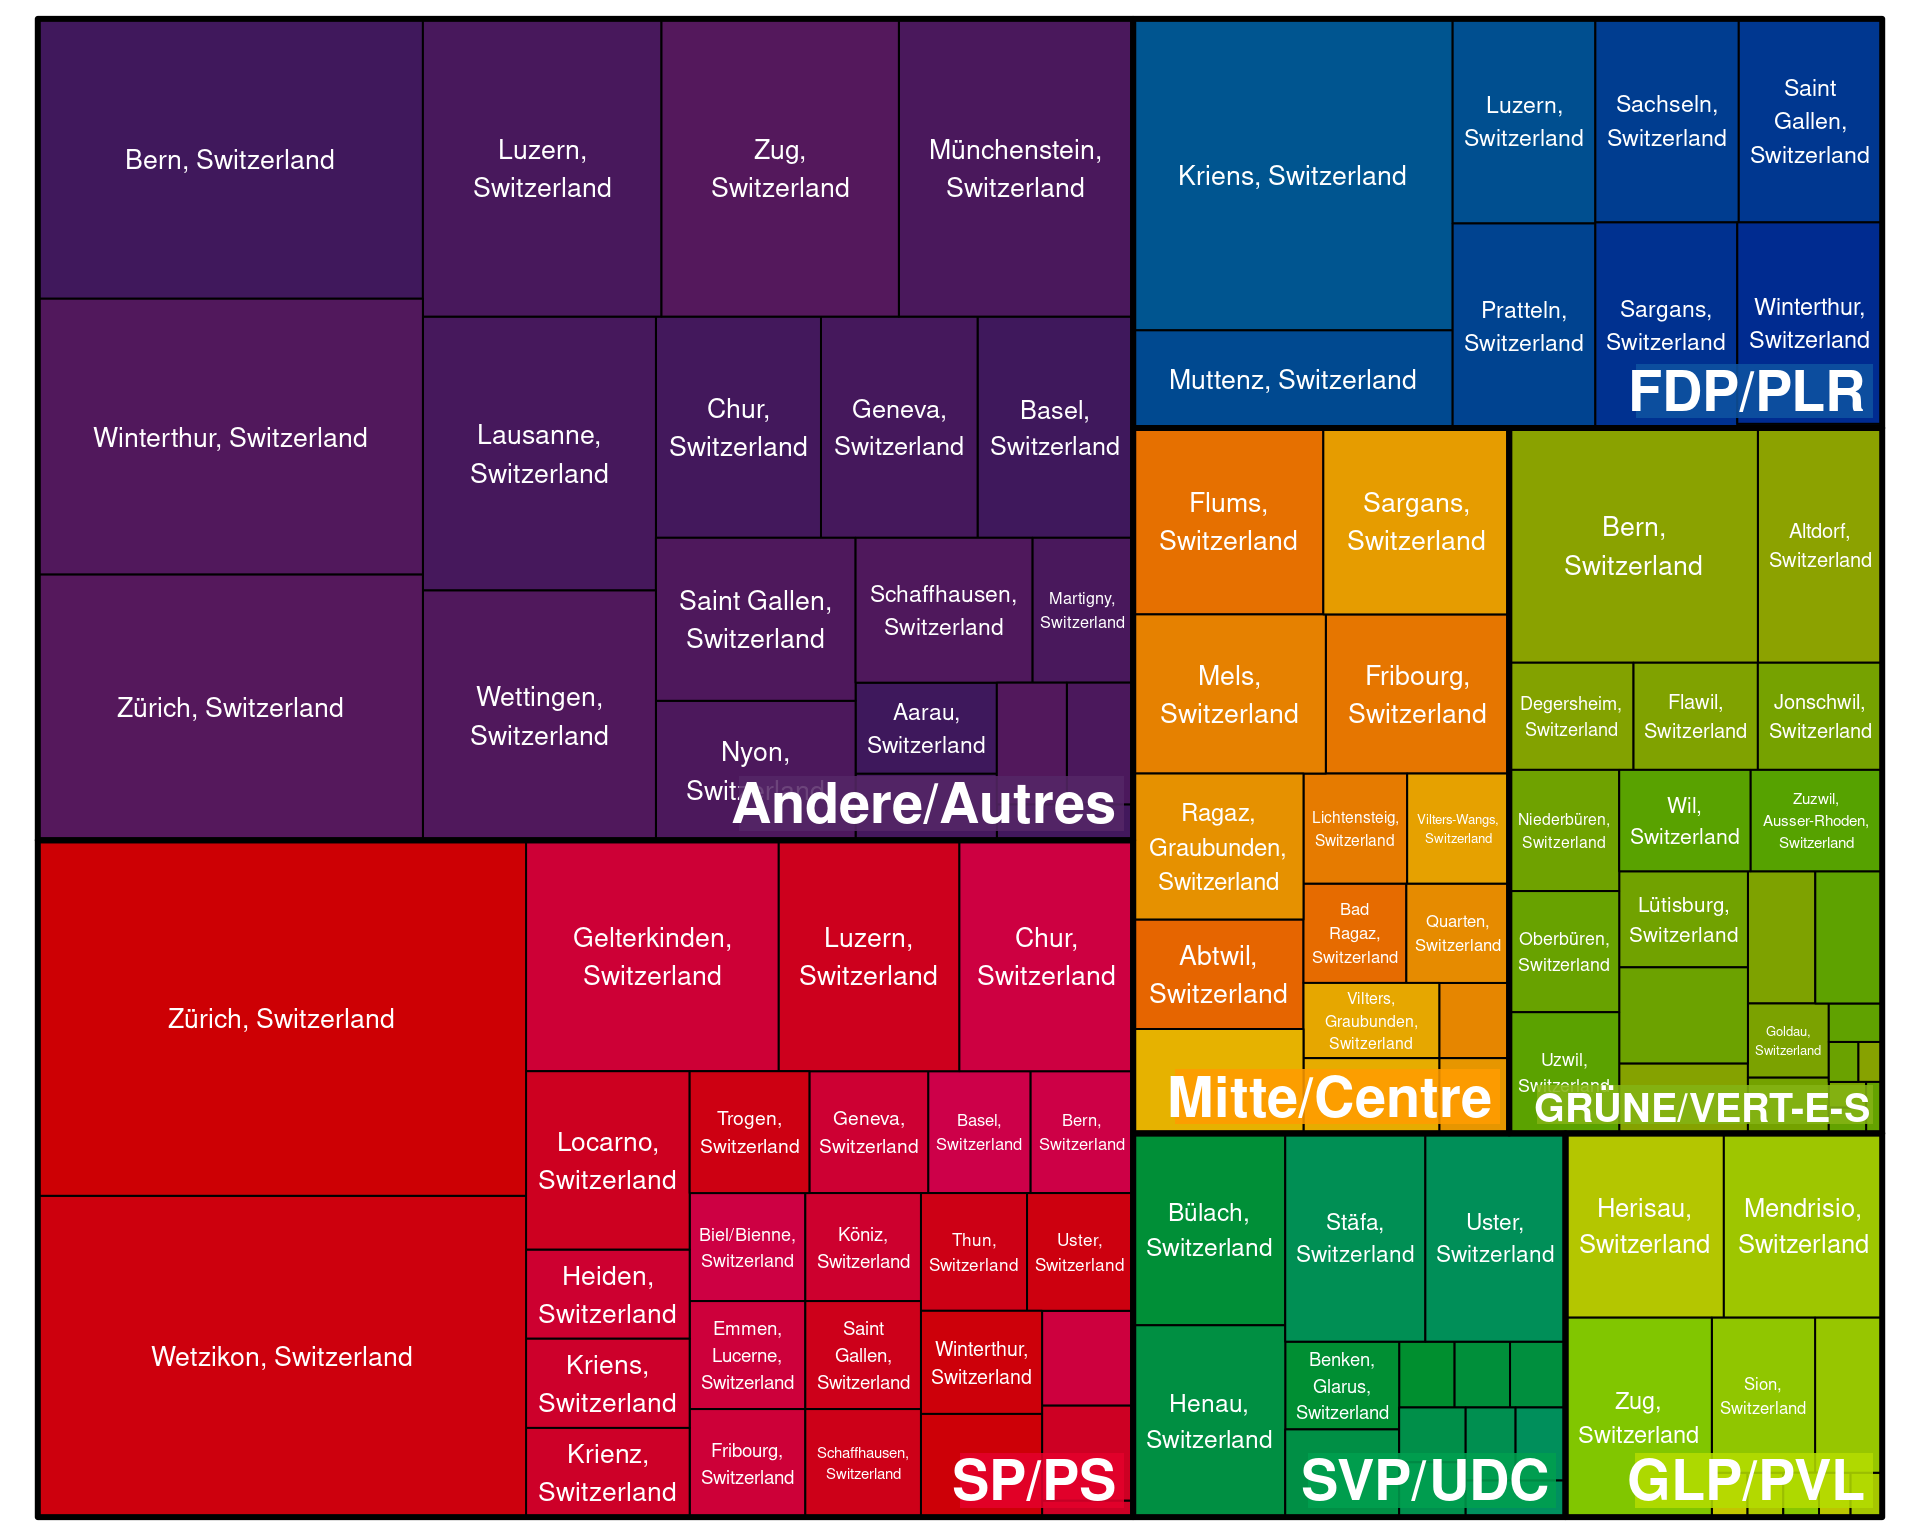 Bern, Switzerland
Winterthur, Switzerland
Zürich, Switzerland
Luzern,
Switzerland
Zug,
Switzerland
Münchenstein,
Switzerland
Lausanne,
Switzerland
Wettingen,
Switzerland
Chur,
Switzerland
Geneva,
Switzerland
Basel,
Switzerland
Saint Gallen,
Switzerland
Schaffhausen,
Switzerland
Martigny,
Switzerland
Nyon,
Switzerland
Aarau,
Switzerland
Andere/Autres
Kriens, Switzerland
Muttenz, Switzerland
Luzern,
Switzerland
Sachseln,
Switzerland
Saint
Gallen,
Switzerland
Pratteln,
Switzerland
Sargans,
Switzerland
Winterthur,
Switzerland
FDP/PLR
Flums,
Switzerland
Sargans,
Switzerland
Mels,
Switzerland
Fribourg,
Switzerland
Ragaz,
Graubunden,
Switzerland
Abtwil,
Switzerland
Lichtensteig,
Switzerland
Vilters-Wangs,
Switzerland
Bad
Ragaz,
Switzerland
Quarten,
Switzerland
Vilters,
Graubunden,
Switzerland
Mitte/Centre
Bern,
Switzerland
Altdorf,
Switzerland
Degersheim,
Switzerland
Flawil,
Switzerland
Jonschwil,
Switzerland
Niederbüren,
Switzerland
Oberbüren,
Switzerland
Uzwil,
Switzerland
Wil,
Switzerland
Zuzwil,
Ausser-Rhoden,
Switzerland
Lütisburg,
Switzerland
Goldau,
Switzerland
GRÜNE/VERT-E-S
Zürich, Switzerland
Wetzikon, Switzerland
Gelterkinden,
Switzerland
Luzern,
Switzerland
Chur,
Switzerland
Locarno,
Switzerland
Heiden,
Switzerland
Kriens,
Switzerland
Krienz,
Switzerland
Trogen,
Switzerland
Geneva,
Switzerland
Basel,
Switzerland
Bern,
Switzerland
Biel/Bienne,
Switzerland
Köniz,
Switzerland
Thun,
Switzerland
Uster,
Switzerland
Emmen,
Lucerne,
Switzerland
Saint
Gallen,
Switzerland
Winterthur,
Switzerland
Fribourg,
Switzerland
Schaffhausen,
Switzerland
SP/PS
Bülach,
Switzerland
Henau,
Switzerland
Stäfa,
Switzerland
Uster,
Switzerland
Benken,
Glarus,
Switzerland
SVP/UDC
Herisau,
Switzerland
Mendrisio,
Switzerland
Zug,
Switzerland
Sion,
Switzerland
GLP/PVL